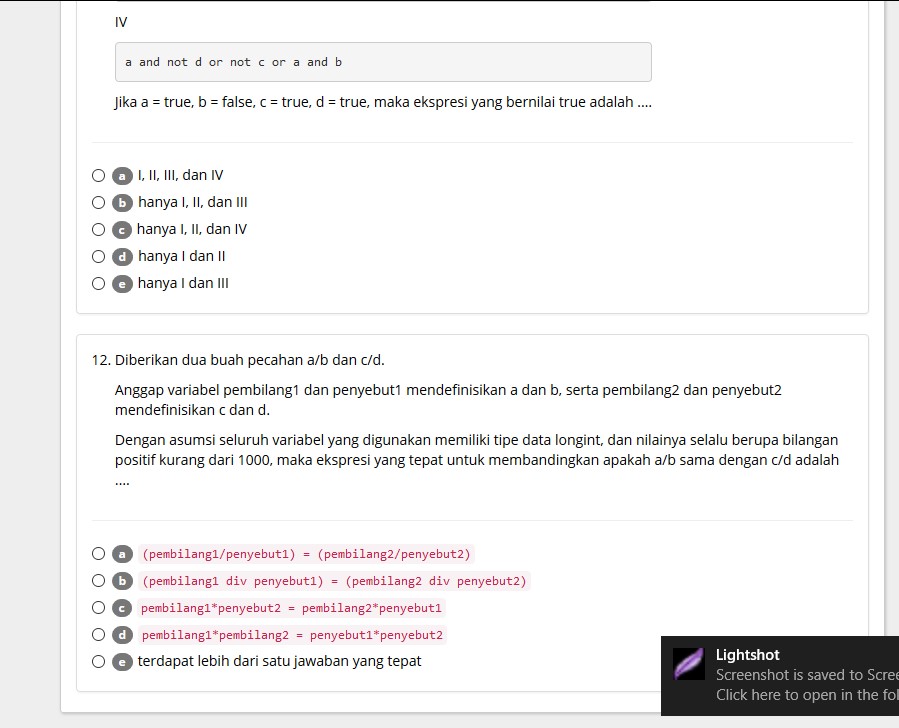 IV
a and not d or not c or a and b
Jika a = true, b = false, c = true, d = true, maka ekspresi yang bernilai true adalah ....
a I, II, III, dan IV
b hanya I, II, dan III
c hanya I, II, dan IV
d hanya I dan II
e hanya I dan III
12. Diberikan dua buah pecahan a/b dan c/d.
Anggap variabel pembilang1 dan penyebut1 mendefinisikan a dan b, serta pembilang2 dan penyebut2
mendefinisikan c dan d.
Dengan asumsi seluruh variabel yang digunakan memiliki tipe data longint, dan nilainya selalu berupa bilangan
positif kurang dari 1000, maka ekspresi yang tepat untuk membandingkan apakah a/b sama dengan c/d adalah
....
a (pembilang1/penyebut1) = (pembilang2/penyebut2)
b (pembilang1 div penyebut1) = (pembilang2 div penyebut2)
c pembilang1*penyebut2 = pembilang2*penyebut1
d pembilang1*pembilang2 = penyebut1*penyebut2
e terdapat lebih dari satu jawaban yang tepat
Lightshot
Screenshot is saved to Scree
Click here to open in the fol